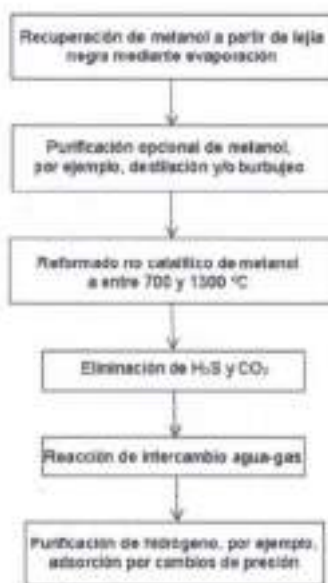 Recuperación de metanol a partir de lejía
negra mediante evaporación
Purificación opcional de metanol,
por ejemplo, destilación y/o burbujeo
Reformado no catalítico de metanol
a entre 700 y 1300 ºC
Eliminación de H₂S y CO₂
Reacción de intercambio agua-gas
Purificación de hidrógeno, por ejemplo,
adsorción por cambios de presión